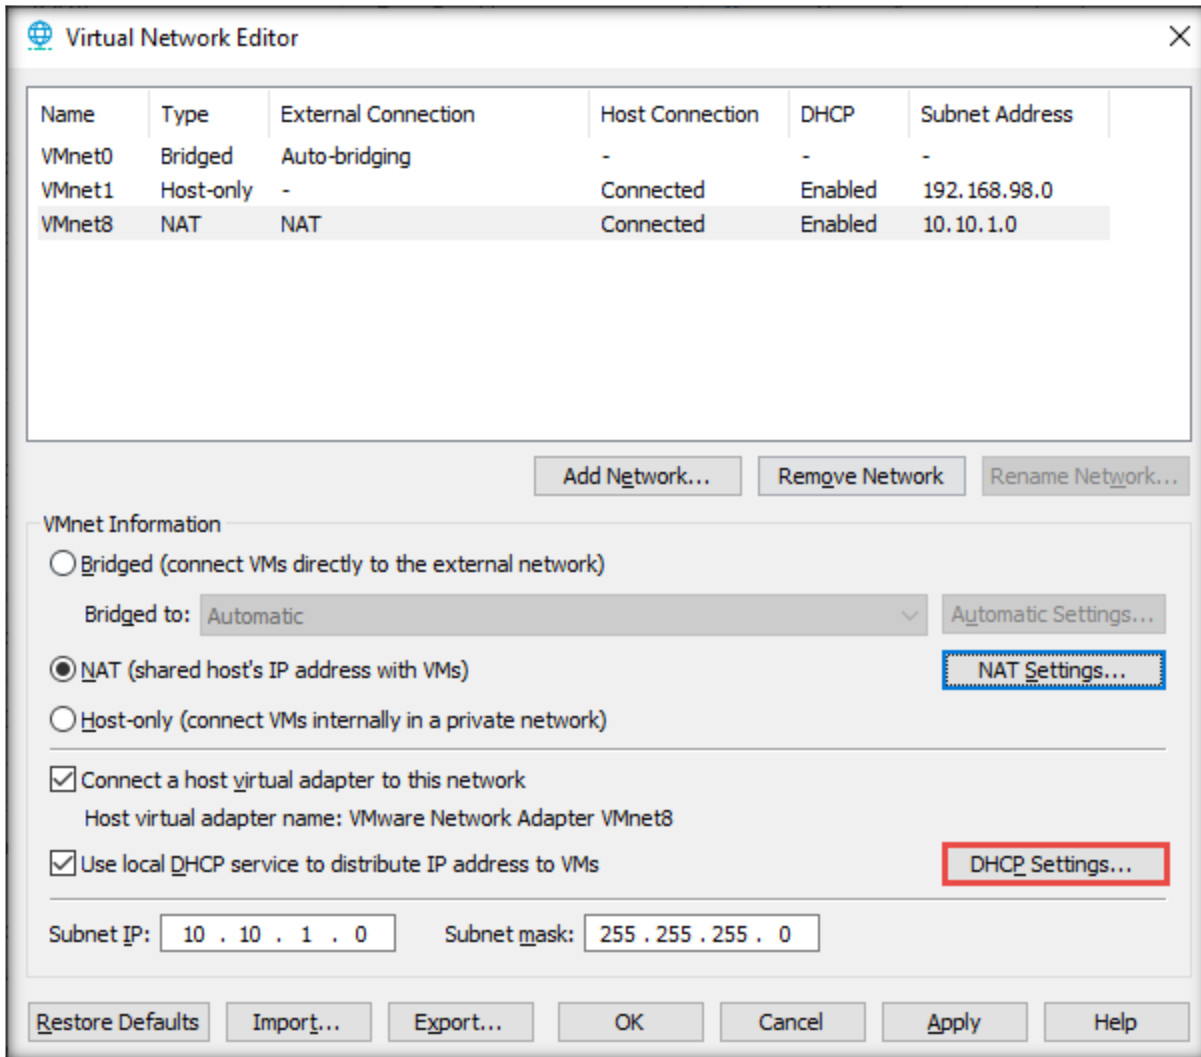 Virtual Network Editor
Name Type External Connection Host Connection DHCP Subnet Address
VMnet0 Bridged Auto-bridging - - -
VMnet1 Host-only - Connected Enabled 192.168.98.0
VMnet8 NAT NAT Connected Enabled 10.10.1.0
Add Network... Remove Network Rename Network...
VMnet Information
Bridged (connect VMs directly to the external network)
Bridged to: Automatic Automatic Settings...
NAT (shared host's IP address with VMs) NAT Settings...
Host-only (connect VMs internally in a private network)
Connect a host virtual adapter to this network
Host virtual adapter name: VMware Network Adapter VMnet8
Use local DHCP service to distribute IP address to VMs DHCP Settings...
Subnet IP: 10 . 10 . 1 . 0 Subnet mask: 255 . 255 . 255 . 0
Restore Defaults Import... Export... OK Cancel Apply Help